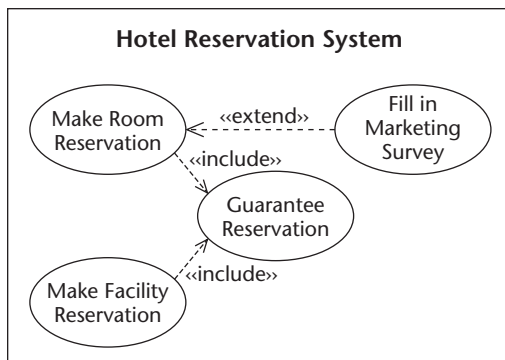 Hotel Reservation System
Make Room
Reservation
‹‹extend››
Fill in
Marketing
Survey
‹‹include››
Guarantee
Reservation
‹‹include››
Make Facility
Reservation